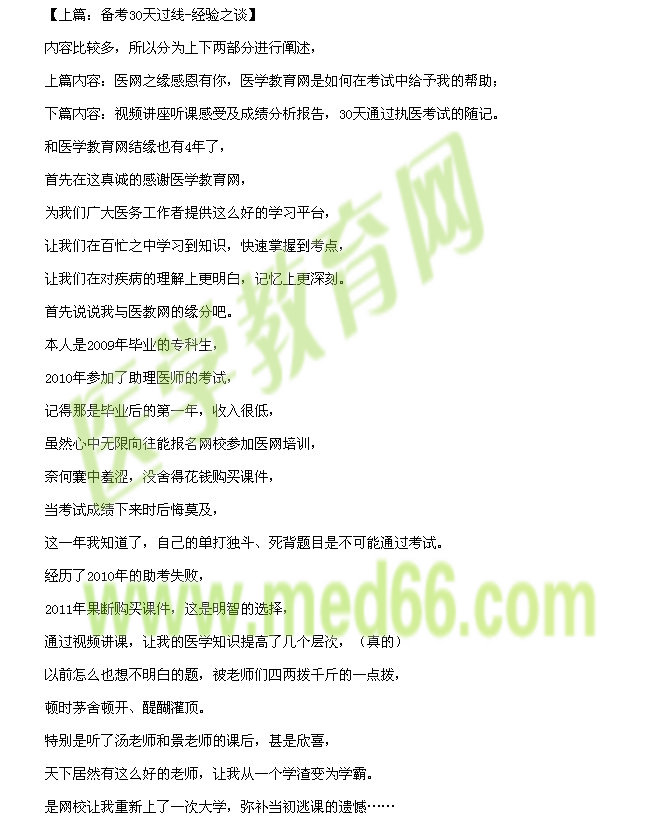 【上篇：备考30天过线-经验之谈】
内容比较多，所以分为上下两部分进行阐述，
上篇内容：医网之缘感恩有你，医学教育网是如何在考试中给予我的帮助；
下篇内容：视频讲座听课感受及成绩分析报告，30天通过执医考试的随记。
和医学教育网结缘也有4年了，
首先在这真诚的感谢医学教育网，
为我们广大医务工作者提供这么好的学习平台，
让我们在百忙之中学习到知识，快速掌握到考点，
让我们在对疾病的理解上更明白，记忆上更深刻。
首先说说我与医教网的缘分吧。
本人是2009年毕业的专科生，
2010年参加了助理医师的考试，
记得那是毕业后的第一年，收入很低，
虽然心中无限向往能报名网校参加医网培训，
奈何囊中羞涩，没舍得花钱购买课件，
当考试成绩下来时后悔莫及，
这一年我知道了，自己的单打独斗、死背题目是不可能通过考试。
经历了2010年的助考失败，
2011年果断购买课件，这是明智的选择，
通过视频讲课，让我的医学知识提高了几个层次，（真的）
以前怎么也想不明白的题，被老师们四两拨千斤的一点拨，
顿时茅舍顿开、醍醐灌顶。
特别是听了汤老师和景老师的课后，甚是欣喜，
天下居然有这么好的老师，让我从一个学渣变为学霸。
是网校让我重新上了一次大学，弥补当初逃课的遗憾……
医学教育网
www.med66.com